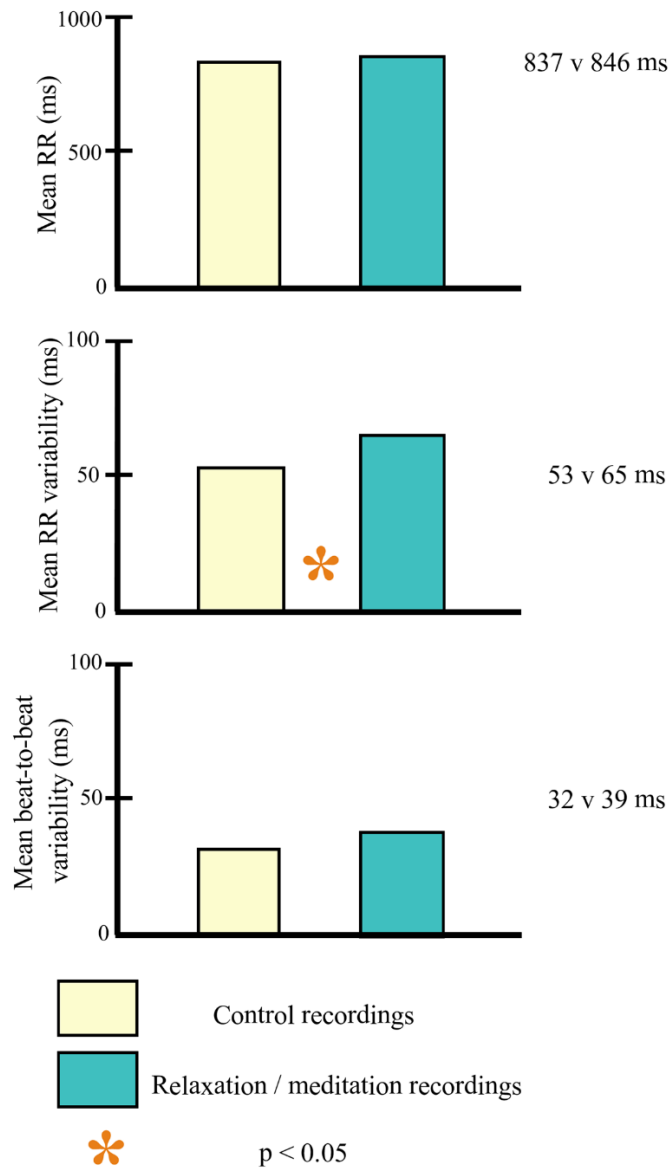 1000
837 v 846 ms
Mean RR (ms)
500
0
100
Mean RR variability (ms)
50
53 v 65 ms
*
0
100
Mean beat-to-beat
variability (ms)
50
32 v 39 ms
0
Control recordings
Relaxation / meditation recordings
* p < 0.05